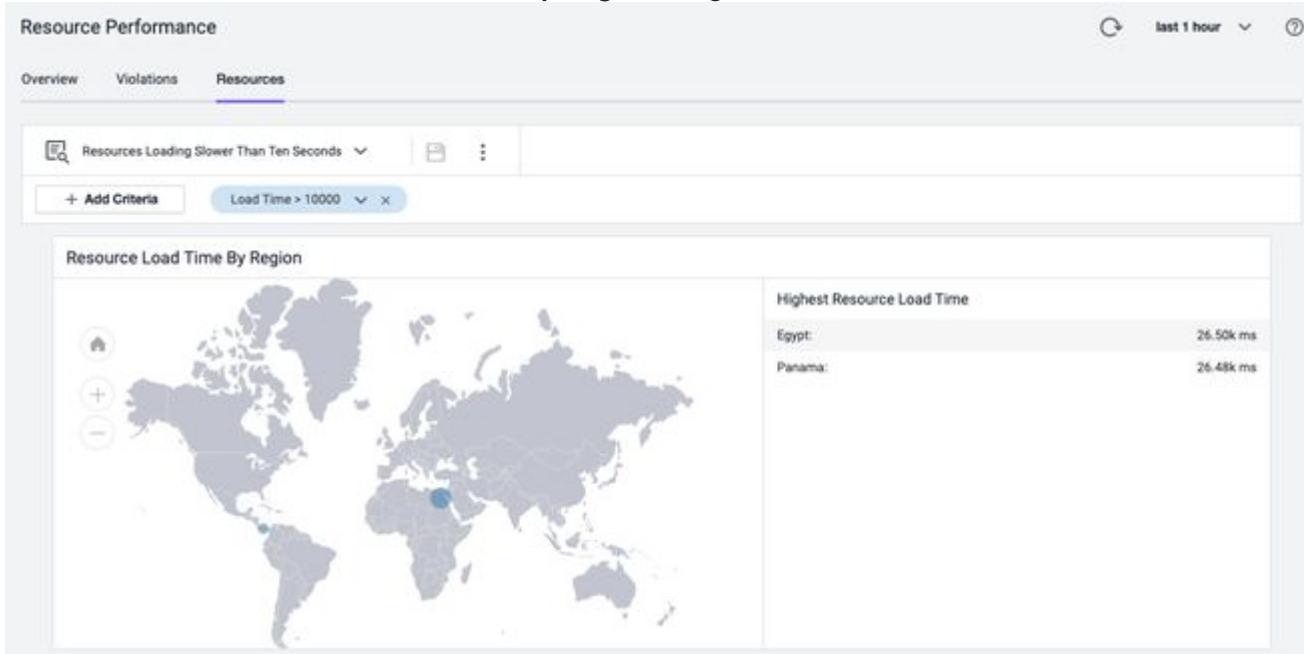 Resource Performance
last 1 hour
Overview Violations Resources
Resources Loading Slower Than Ten Seconds
+ Add Criteria Load Time > 10000 ×
Resource Load Time By Region
Highest Resource Load Time
Egypt: 26.50k ms
Panama: 26.48k ms